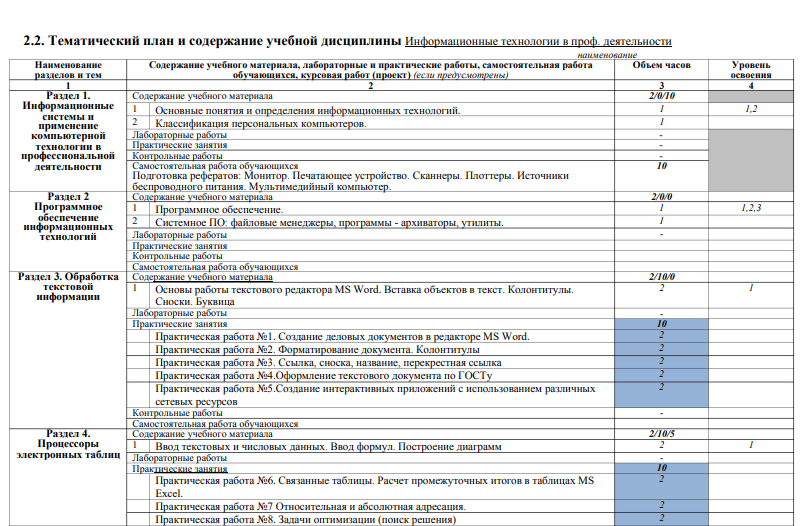 2.2. Тематический план и содержание учебной дисциплины Информационные технологии в проф. деятельности
наименование
Наименование разделов и тем
Содержание учебного материала, лабораторные и практические работы, самостоятельная работа обучающихся, курсовая работ (проект) (если предусмотрены)
Объем часов
Уровень освоения
1 2 3 4
Раздел 1. Информационные системы и применение компьютерной технологии в профессиональной деятельности
Содержание учебного материала 2/0/10
1 Основные понятия и определения информационных технологий. 1 1,2
2 Классификация персональных компьютеров. 1
Лабораторные работы -
Практические занятия -
Контрольные работы -
Самостоятельная работа обучающихся 10
Подготовка рефератов: Монитор. Печатающее устройство. Сканнеры. Плоттеры. Источники
беспроводного питания. Мультимедийный компьютер.
Раздел 2 Программное обеспечение информационных технологий
Содержание учебного материала 2/0/0
1 Программное обеспечение. 1 1,2,3
2 Системное ПО: файловые менеджеры, программы - архиваторы, утилиты. 1
Лабораторные работы -
Практические занятия
Контрольные работы
Самостоятельная работа обучающихся
Раздел 3. Обработка текстовой информации
Содержание учебного материала 2/10/0
1 Основы работы текстового редактора MS Word. Вставка объектов в текст. Колонтитулы. 2 1
Сноски. Буквица
Лабораторные работы -
Практические занятия 10
Практическая работа №1. Создание деловых документов в редакторе MS Word. 2
Практическая работа №2. Форматирование документа. Колонтитулы 2
Практическая работа №3. Ссылка, сноска, название, перекрестная ссылка 2
Практическая работа №4.Оформление текстового документа по ГОСТу 2
Практическая работа №5.Создание интерактивных приложений с использованием различных 2
сетевых ресурсов
Контрольные работы -
Самостоятельная работа обучающихся
Раздел 4. Процессоры электронных таблиц
Содержание учебного материала 2/10/5
1 Ввод текстовых и числовых данных. Ввод формул. Построение диаграмм 2 1
Лабораторные работы -
Практические занятия 10
Практическая работа №6. Связанные таблицы. Расчет промежуточных итогов в таблицах MS 2
Excel.
Практическая работа №7 Относительная и абсолютная адресация. 2
Практическая работа №8. Задачи оптимизации (поиск решения) 2